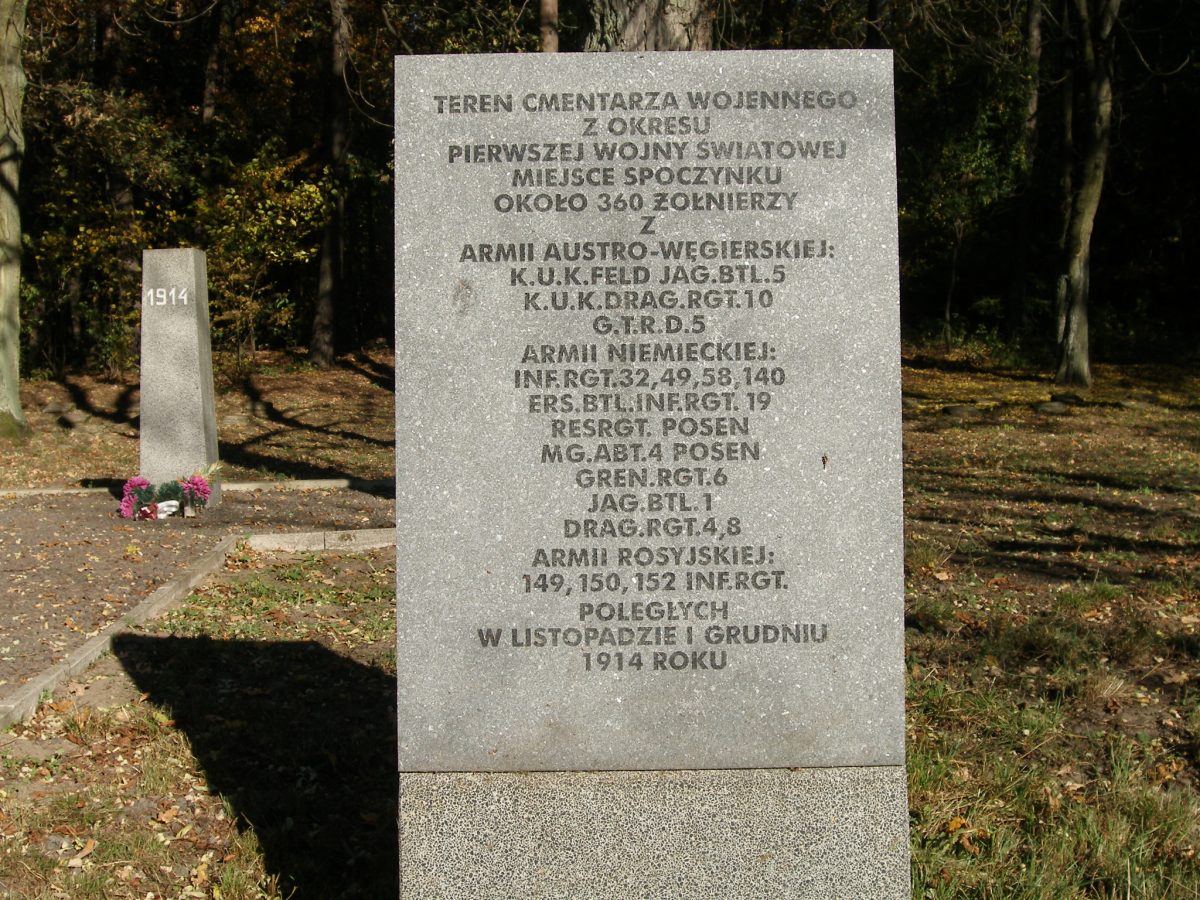 TEREN CMENTARZA WOJENNEGO
Z OKRESU
PIERWSZEJ WOJNY ŚWIATOWEJ
MIEJSCE SPOCZYNKU
OKOŁO 360 ŻOŁNIERZY
Z
ARMII AUSTRO-WĘGIERSKIEJ:
K.U.K.FELD JAG.BTL.5
K.U.K.DRAG.RGT.10
G.T.R.D.5
ARMII NIEMIECKIEJ:
INF.RGT.32,49,58,140
ERS.BTL.INF.RGT. 19
RESRGT. POSEN
MG.ABT.4 POSEN
GREN.RGT.6
JAG.BTL.1
DRAG.RGT.4,8
ARMII ROSYJSKIEJ:
149, 150, 152 INF.RGT.
POLEGŁYCH
W LISTOPADZIE I GRUDNIU
1914 ROKU
1914